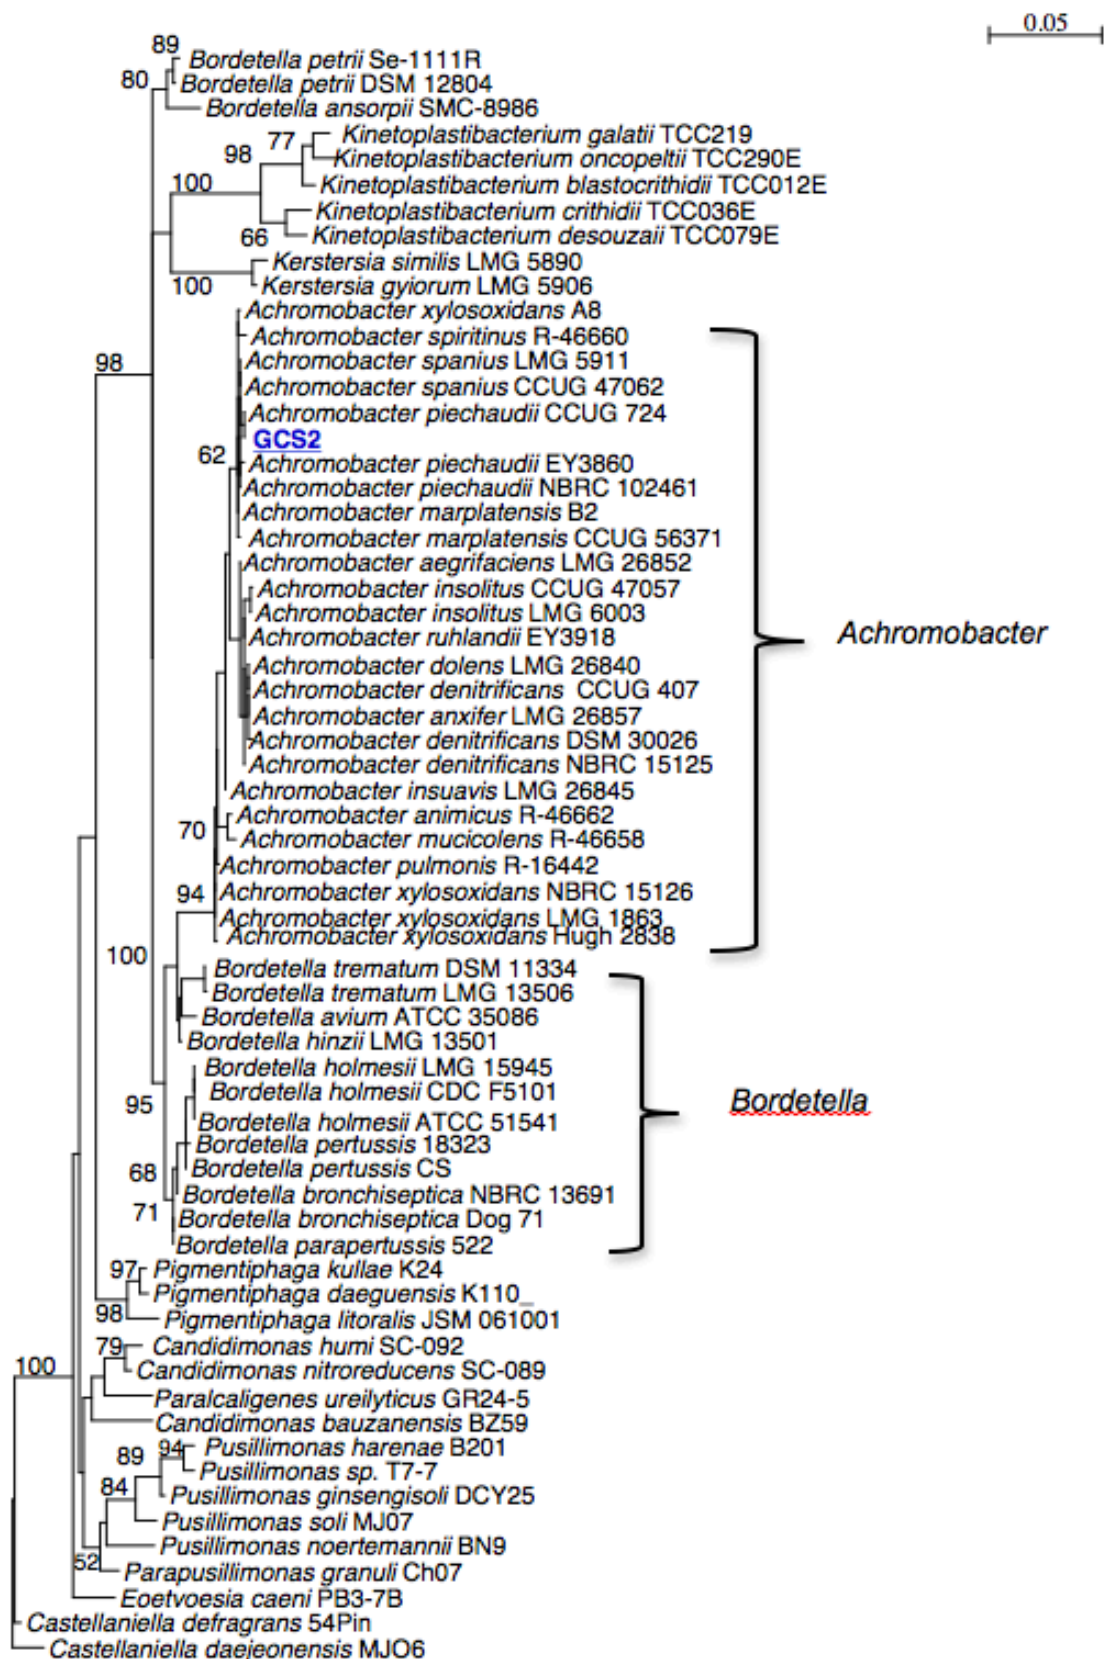 0.05
89
Bordetella petrii Se-1111R
80
Bordetella petrii DSM 12804
Bordetella ansorpii SMC-8986
Kinetoplastibacterium galatii TCC219
77
98
Kinetoplastibacterium oncopeltii TCC290E
100
Kinetoplastibacterium blastocrithidii TCC012E
Kinetoplastibacterium crithidii TCC036E
66
Kinetoplastibacterium desouzaii TCC079E
Kerstersia similis LMG 5890
100
Kerstersia gyiorum LMG 5906
Achromobacter xylosoxidans A8
Achromobacter spiritinus R-46660
98
Achromobacter spanius LMG 5911
Achromobacter spanius CCUG 47062
Achromobacter piechaudii CCUG 724
GCS2
62
Achromobacter piechaudii EY3860
Achromobacter piechaudii NBRC 102461
Achromobacter marplatensis B2
Achromobacter marplatensis CCUG 56371
Achromobacter aegrifaciens LMG 26852
Achromobacter insolitus CCUG 47057
Achromobacter insolitus LMG 6003
Achromobacter ruhlandii EY3918
Achromobacter
Achromobacter dolens LMG 26840
Achromobacter denitrificans CCUG 407
Achromobacter anxifer LMG 26857
Achromobacter denitrificans DSM 30026
Achromobacter denitrificans NBRC 15125
Achromobacter insuavis LMG 26845
Achromobacter animicus R-46662
70
Achromobacter mucicolens R-46658
Achromobacter pulmonis R-16442
94
Achromobacter xylosoxidans NBRC 15126
Achromobacter xylosoxidans LMG 1863
Achromobacter xylosoxidans Hugh 2838
100
Bordetella trematum DSM 11334
Bordetella trematum LMG 13506
Bordetella avium ATCC 35086
Bordetella hinzii LMG 13501
Bordetella holmesii LMG 15945
Bordetella holmesii CDC F5101
95
Bordetella
Bordetella holmesii ATCC 51541
Bordetella pertussis 18323
68
Bordetella pertussis CS
Bordetella bronchiseptica NBRC 13691
71
Bordetella bronchiseptica Dog 71
Bordetella parapertussis 522
97
Pigmentiphaga kullae K24
Pigmentiphaga daeguensis K110_
98
Pigmentiphaga litoralis JSM 061001
79
Candidimonas humi SC-092
100
Candidimonas nitroreducens SC-089
Paralcaligenes ureilyticus GR24-5
Candidimonas bauzanensis BZ59
94
Pusillimonas harenae B201
89
Pusillimonas sp. T7-7
84
Pusillimonas ginsengisoli DCY25
Pusillimonas soli MJ07
Pusillimonas noertemannii BN9
52
Parapusillimonas granuli Ch07
Eoetvoesia caeni PB3-7B
Castellaniella defragrans 54Pin
Castellaniella daejeonensis MJO6